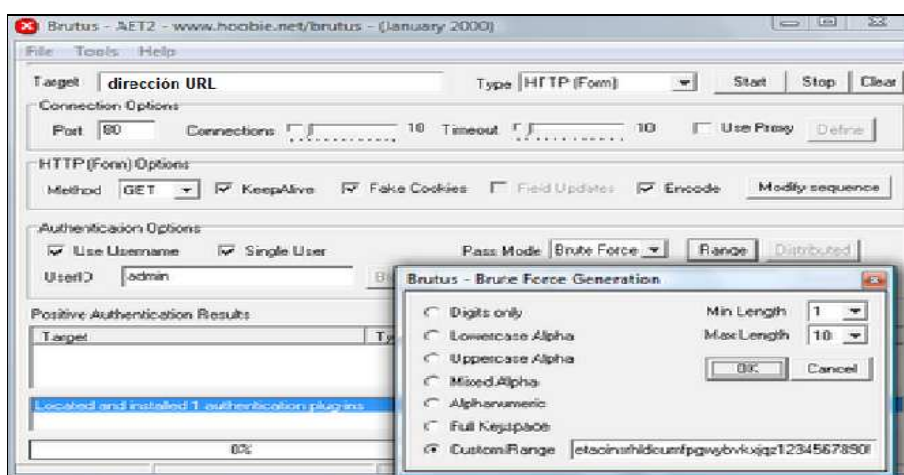 Brutus - AET2 - www.hoobie.net/brutus - (January 2000)
File Tools Help
Target dirección URL Type HTTP (Form) Start Stop Clear
Connection Options
Port 80 Connections 10 Timeout 10 Use Proxy Define
HTTP (Form) Options
Method GET KeepAlive Fake Cookies Field Updates Encode Modify sequence
Authentication Options
Use Username Single User Pass Mode Brute Force Range Distributed
UserID admin
Brutus - Brute Force Generation
Digits only Min Length 1
Lowercase Alpha Max Length 10
Uppercase Alpha OK Cancel
Mixed Alpha
Alphanumeric
Full Keyspace
Custom Range
Positive Authentication Results
Target Ty
Located and installed 1 authentication plug-ins
0%